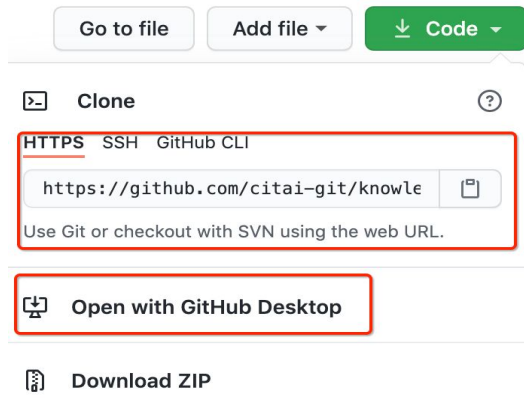 Go to file Add file Code
Clone
HTTPS SSH GitHub CLI
https://github.com/citai-git/knowle
Use Git or checkout with SVN using the web URL.
Open with GitHub Desktop
Download ZIP